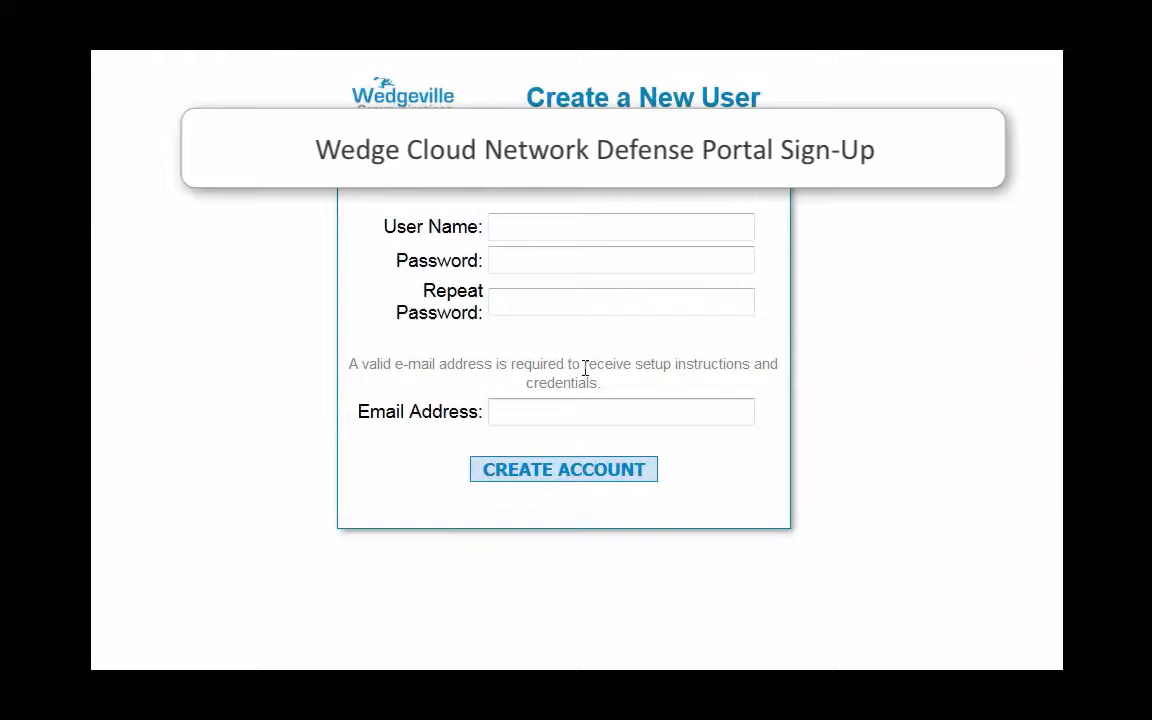 Wedgeville
Create a New User
Wedge Cloud Network Defense Portal Sign-Up
User Name:
Password:
Repeat
Password:
A valid e-mail address is required to receive setup instructions and
credentials.
Email Address:
CREATE ACCOUNT